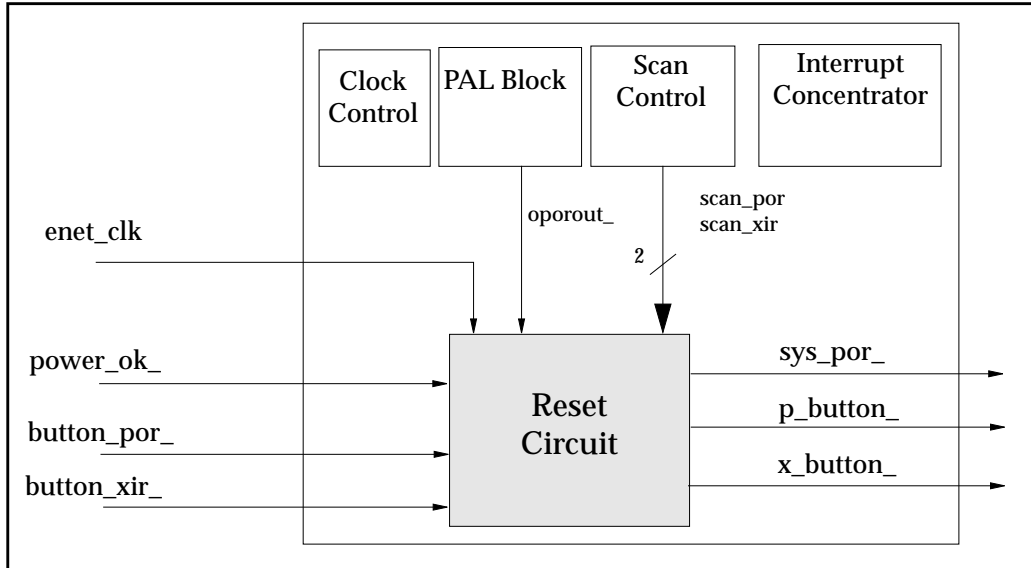 Clock
Control
PAL Block
Scan
Control
Interrupt
Concentrator
oporout_
scan_por
scan_xir
2
enet_clk
power_ok_
button_por_
button_xir_
Reset
Circuit
sys_por_
p_button_
x_button_